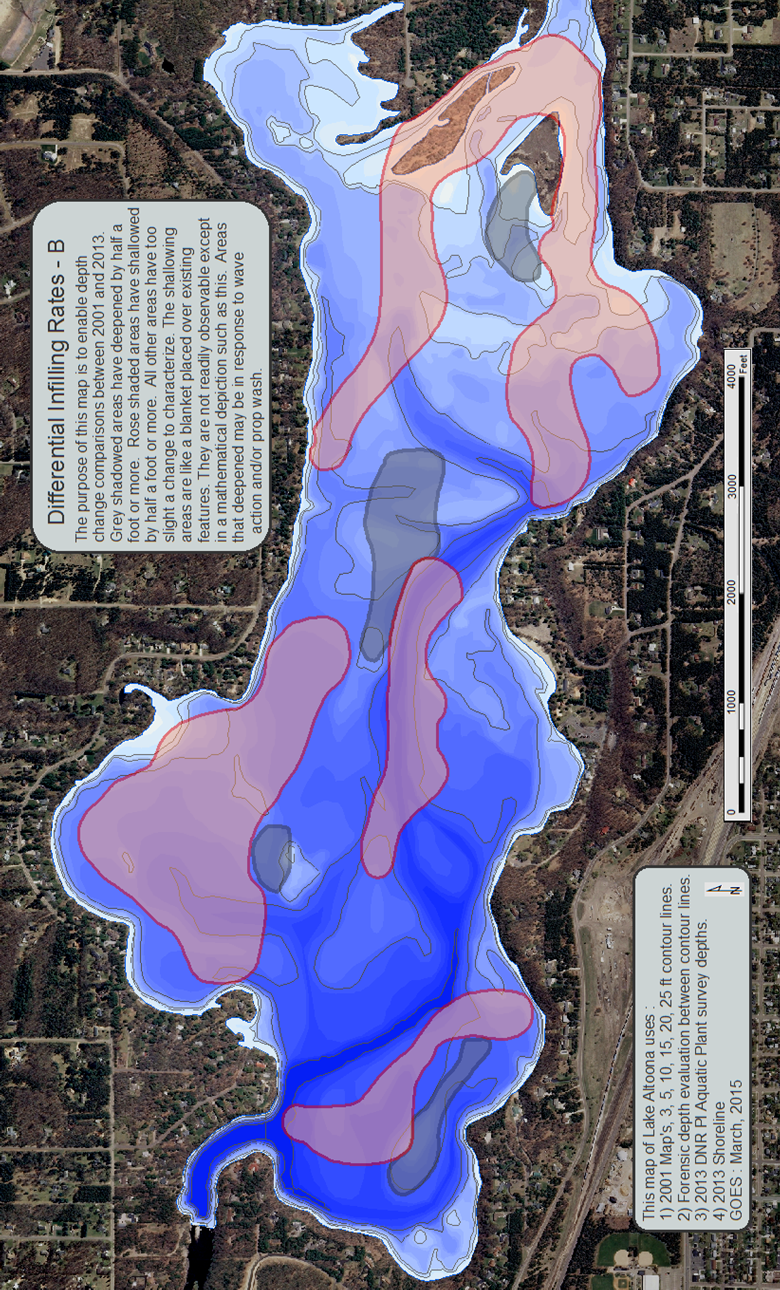 Differential Infilling Rates - B
The purpose of this map is to enable depth
change comparisons between 2001 and 2013.
Grey shadowed areas have deepened by half a
foot or more. Rose shaded areas have shallowed
by half a foot or more. All other areas have too
slight a change to characterize. The shallowing
areas are like a blanket placed over existing
features. They are not readily observable except
in a mathematical depiction such as this. Areas
that deepened may be in response to wave
action and/or prop wash.
0 1000 2000 3000 4000
Feet
This map of Lake Altoona uses :
1) 2001 Map's, 3, 5, 10, 15, 20, 25 ft contour lines.
2) Forensic depth evaluation between contour lines.
3) 2013 DNR PI Aquatic Plant survey depths.
4) 2013 Shoreline
GOES : March, 2015
N